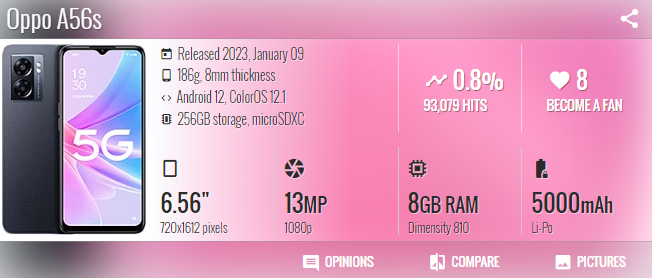 Oppo A56s
Released 2023, January 09
186g, 8mm thickness
Android 12, ColorOS 12.1
256GB storage, microSDXC
0.8%
93,079 HITS
8
BECOME A FAN
19
30
5G
6.56"
720x1612 pixels
13MP
1080p
8GB RAM
Dimensity 810
5000mAh
Li-Po
OPINIONS
COMPARE
PICTURES